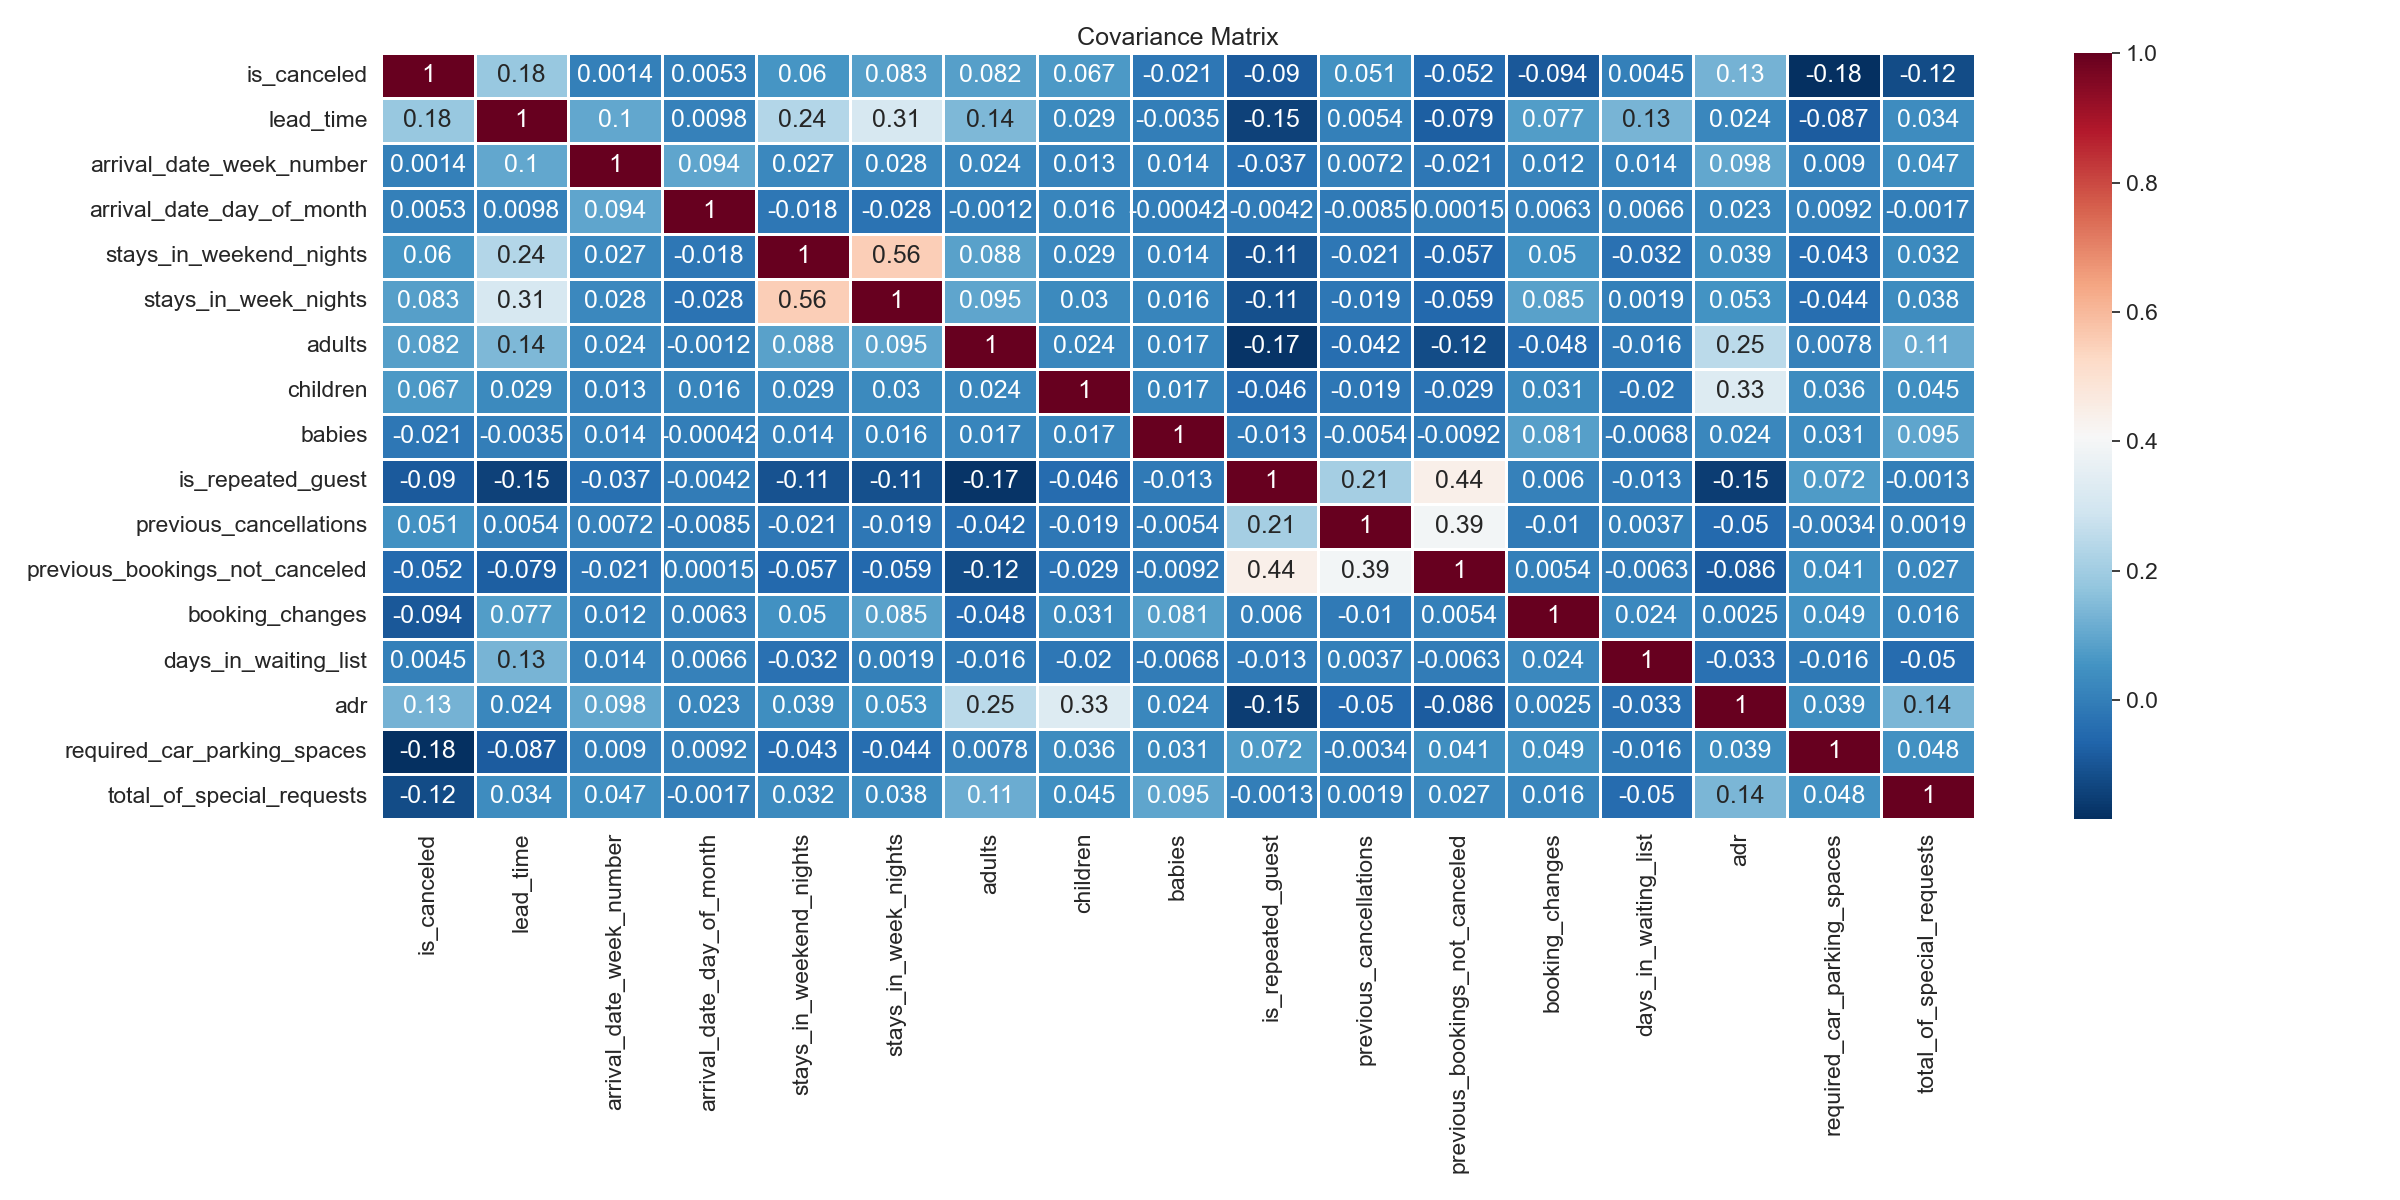 Covariance Matrix
is_canceled 1 0.18 0.0014 0.0053 0.06 0.083 0.082 0.067 -0.021 -0.09 0.051 -0.052 -0.094 0.0045 0.13 -0.18 -0.12
lead_time 0.18 1 0.1 0.0098 0.24 0.31 0.14 0.029 -0.0035 -0.15 0.0054 -0.079 0.077 0.13 0.024 -0.087 0.034
arrival_date_week_number 0.0014 0.1 1 0.094 0.027 0.028 0.024 0.013 0.014 -0.037 0.0072 -0.021 0.012 0.014 0.098 0.009 0.047
arrival_date_day_of_month 0.0053 0.0098 0.094 1 -0.018 -0.028 -0.0012 0.016 -0.00042 -0.0042 -0.0085 0.00015 0.0063 0.0066 0.023 0.0092 -0.0017
stays_in_weekend_nights 0.06 0.24 0.027 -0.018 1 0.56 0.088 0.029 0.014 -0.11 -0.021 -0.057 0.05 -0.032 0.039 -0.043 0.032
stays_in_week_nights 0.083 0.31 0.028 -0.028 0.56 1 0.095 0.03 0.016 -0.11 -0.019 -0.059 0.085 0.0019 0.053 -0.044 0.038
adults 0.082 0.14 0.024 -0.0012 0.088 0.095 1 0.024 0.017 -0.17 -0.042 -0.12 -0.048 -0.016 0.25 0.0078 0.11
children 0.067 0.029 0.013 0.016 0.029 0.03 0.024 1 0.017 -0.046 -0.019 -0.029 0.031 -0.02 0.33 0.036 0.045
babies -0.021 -0.0035 0.014 -0.00042 0.014 0.016 0.017 0.017 1 -0.013 -0.0054 -0.0092 0.081 -0.0068 0.024 0.031 0.095
is_repeated_guest -0.09 -0.15 -0.037 -0.0042 -0.11 -0.11 -0.17 -0.046 -0.013 1 0.21 0.44 0.006 -0.013 -0.15 0.072 -0.0013
previous_cancellations 0.051 0.0054 0.0072 -0.0085 -0.021 -0.019 -0.042 -0.019 -0.0054 0.21 1 0.39 -0.01 0.0037 -0.05 -0.0034 0.0019
previous_bookings_not_canceled -0.052 -0.079 -0.021 0.00015 -0.057 -0.059 -0.12 -0.029 -0.0092 0.44 0.39 1 0.0054 -0.0063 -0.086 0.041 0.027
booking_changes -0.094 0.077 0.012 0.0063 0.05 0.085 -0.048 0.031 0.081 0.006 -0.01 0.0054 1 0.024 0.0025 0.049 0.016
days_in_waiting_list 0.0045 0.13 0.014 0.0066 -0.032 0.0019 -0.016 -0.02 -0.0068 -0.013 0.0037 -0.0063 0.024 1 -0.033 -0.016 -0.05
adr 0.13 0.024 0.098 0.023 0.039 0.053 0.25 0.33 0.024 -0.15 -0.05 -0.086 0.0025 -0.033 1 0.039 0.14
required_car_parking_spaces -0.18 -0.087 0.009 0.0092 -0.043 -0.044 0.0078 0.036 0.031 0.072 -0.0034 0.041 0.049 -0.016 0.039 1 0.048
total_of_special_requests -0.12 0.034 0.047 -0.0017 0.032 0.038 0.11 0.045 0.095 -0.0013 0.0019 0.027 0.016 -0.05 0.14 0.048 1
is_canceled
lead_time
arrival_date_week_number
arrival_date_day_of_month
stays_in_weekend_nights
stays_in_week_nights
adults
children
babies
is_repeated_guest
previous_cancellations
previous_bookings_not_canceled
booking_changes
days_in_waiting_list
adr
required_car_parking_spaces
total_of_special_requests
1.0
0.8
0.6
0.4
0.2
0.0